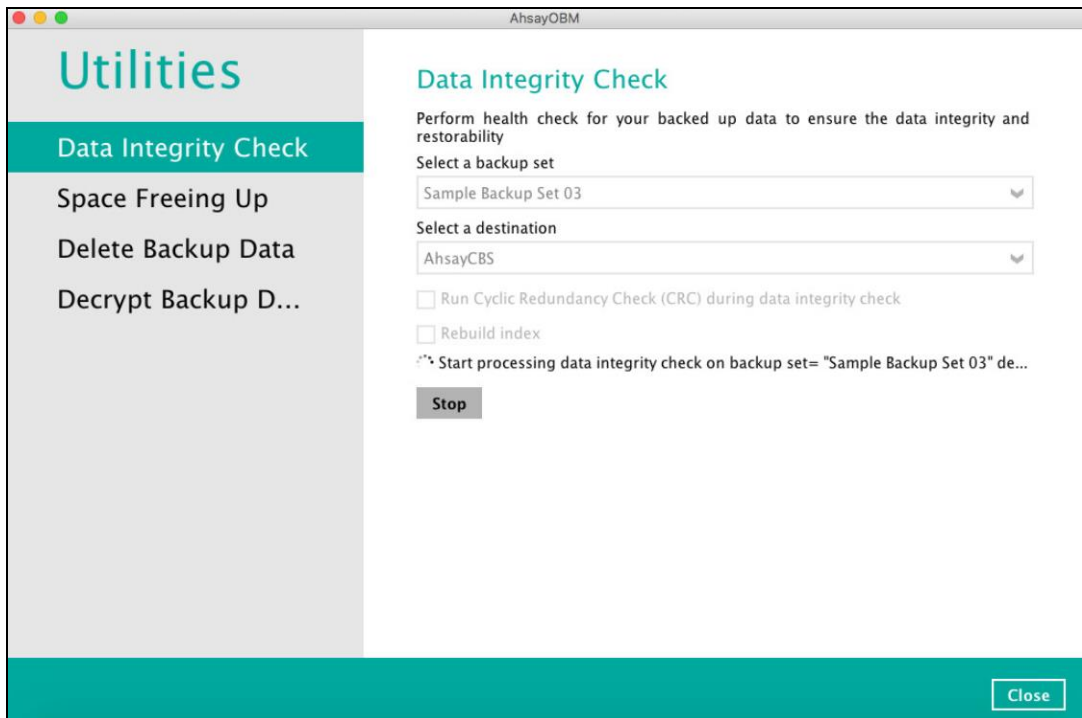 AhsayOBM
Utilities
Data Integrity Check
Space Freeing Up
Delete Backup Data
Decrypt Backup D...
Data Integrity Check
Perform health check for your backed up data to ensure the data integrity and
restorability
Select a backup set
Sample Backup Set 03
Select a destination
AhsayCBS
Run Cyclic Redundancy Check (CRC) during data integrity check
Rebuild index
Start processing data integrity check on backup set= "Sample Backup Set 03" de...
Stop
Close